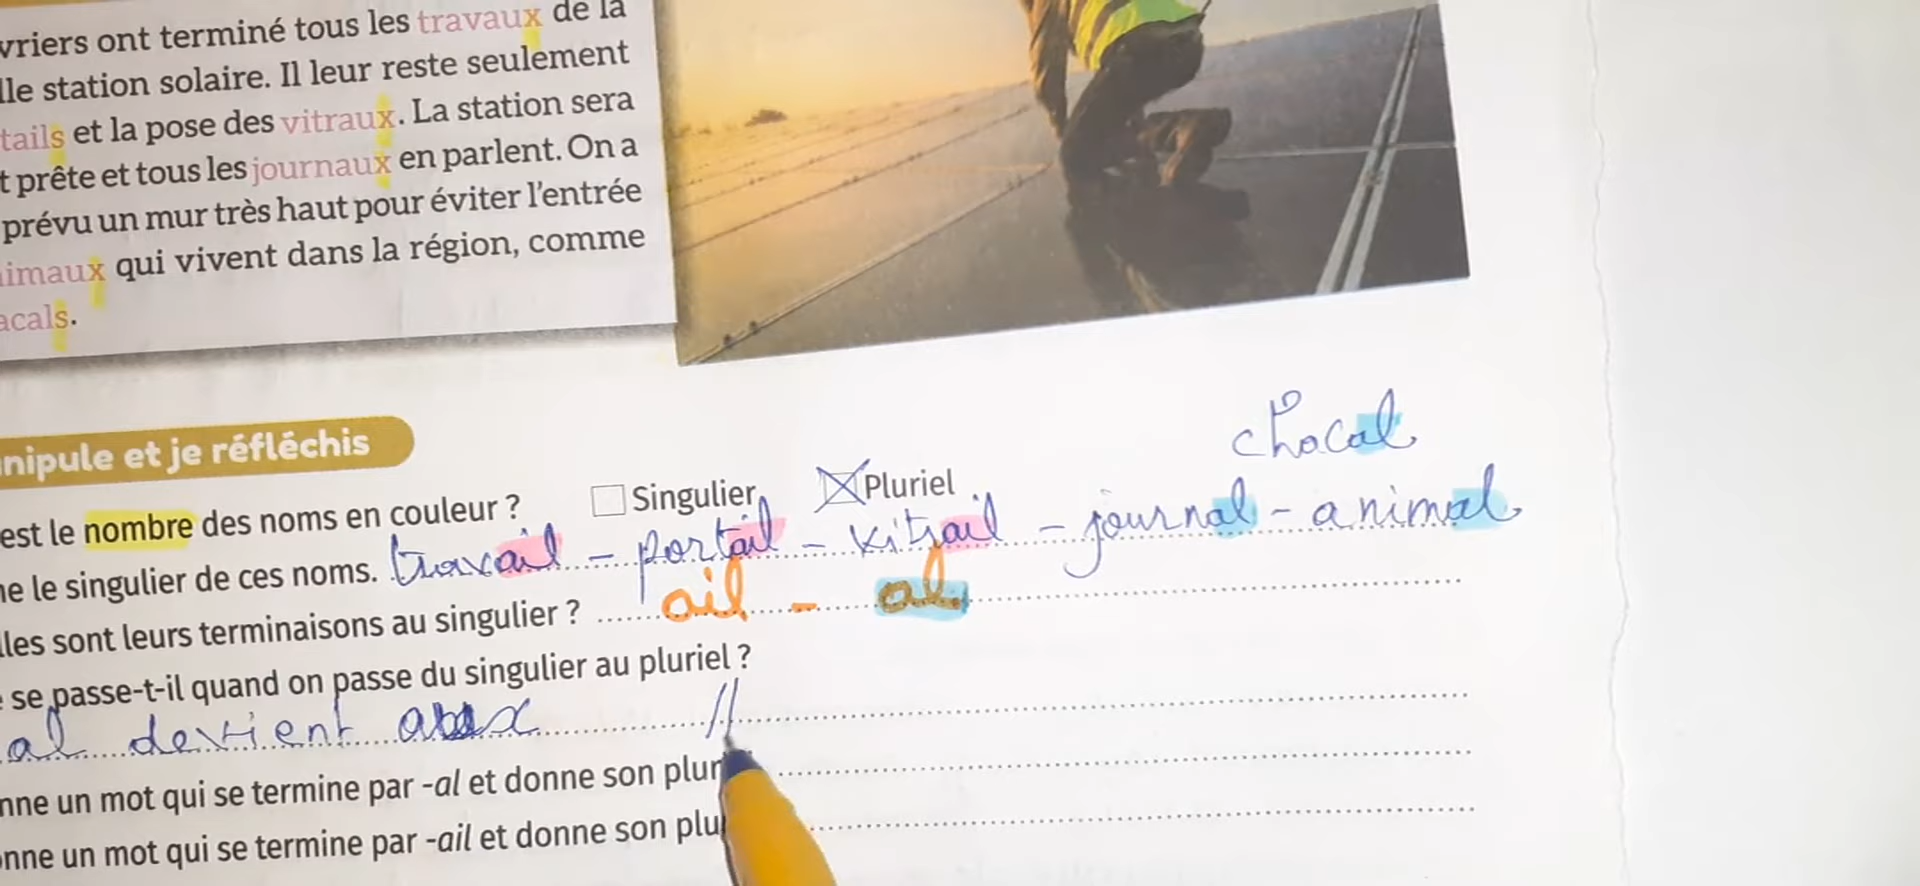 vriers ont terminé tous les travaux de la
lle station solaire. Il leur reste seulement
tails et la pose des vitraux. La station sera
t prête et tous les journaux en parlent. On a
prévu un mur très haut pour éviter l'entrée
imaux qui vivent dans la région, comme
acals.
nipule et je réfléchis
chacal
est le nombre des noms en couleur ? Singulier Pluriel
ne le singulier de ces noms. travail - portail - vitrail - journal - animal
lles sont leurs terminaisons au singulier ? ail - al
se passe-t-il quand on passe du singulier au pluriel ?
al devient aux //
nne un mot qui se termine par -al et donne son plur
nne un mot qui se termine par -ail et donne son plu